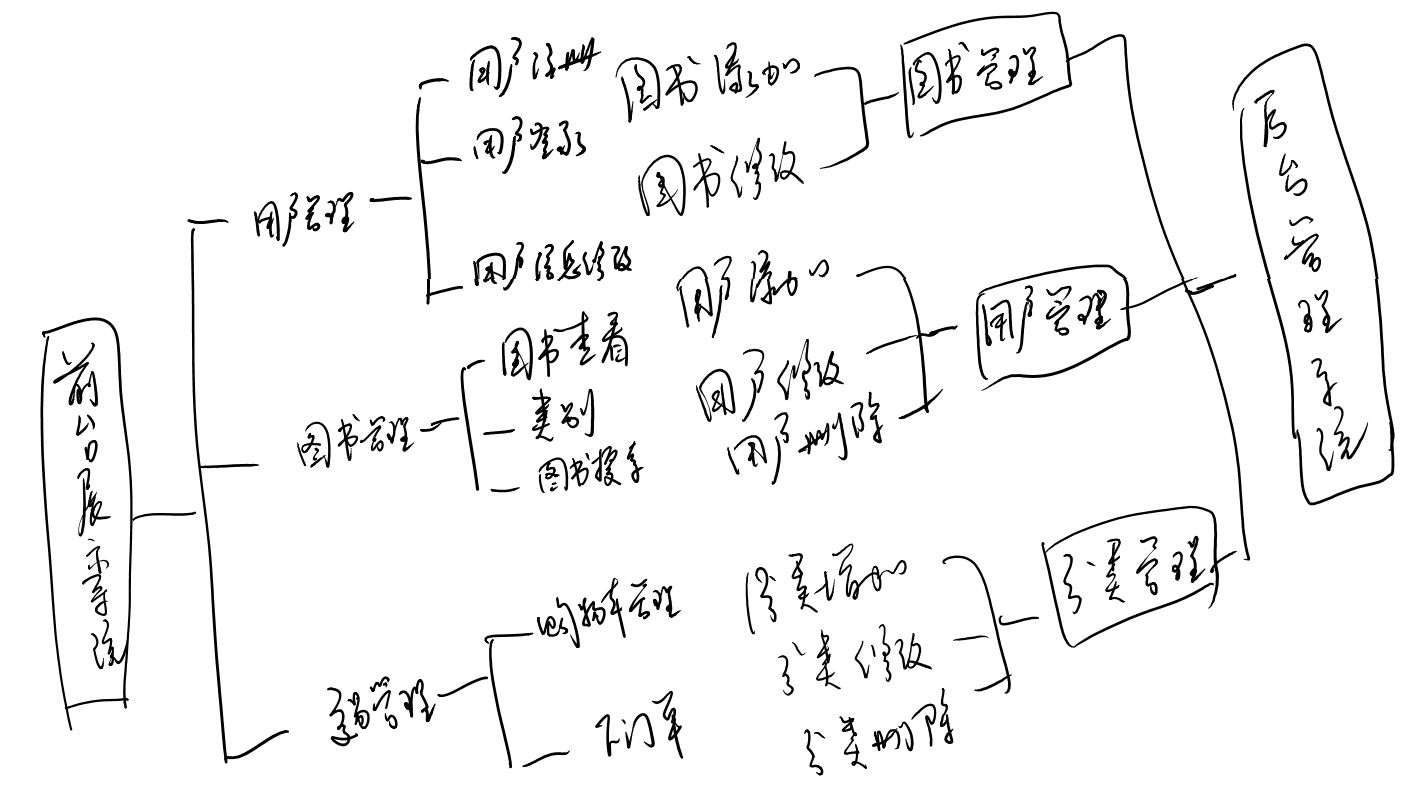 前台展示系统
用户管理
用户注册
用户登录
用户信息修改
图书管理
图书查看
类别
图书搜索
交易管理
购物车管理
下订单
后台管理系统
图书管理
图书添加
图书修改
用户管理
用户添加
用户修改
用户删除
分类管理
分类增加
分类修改
分类删除